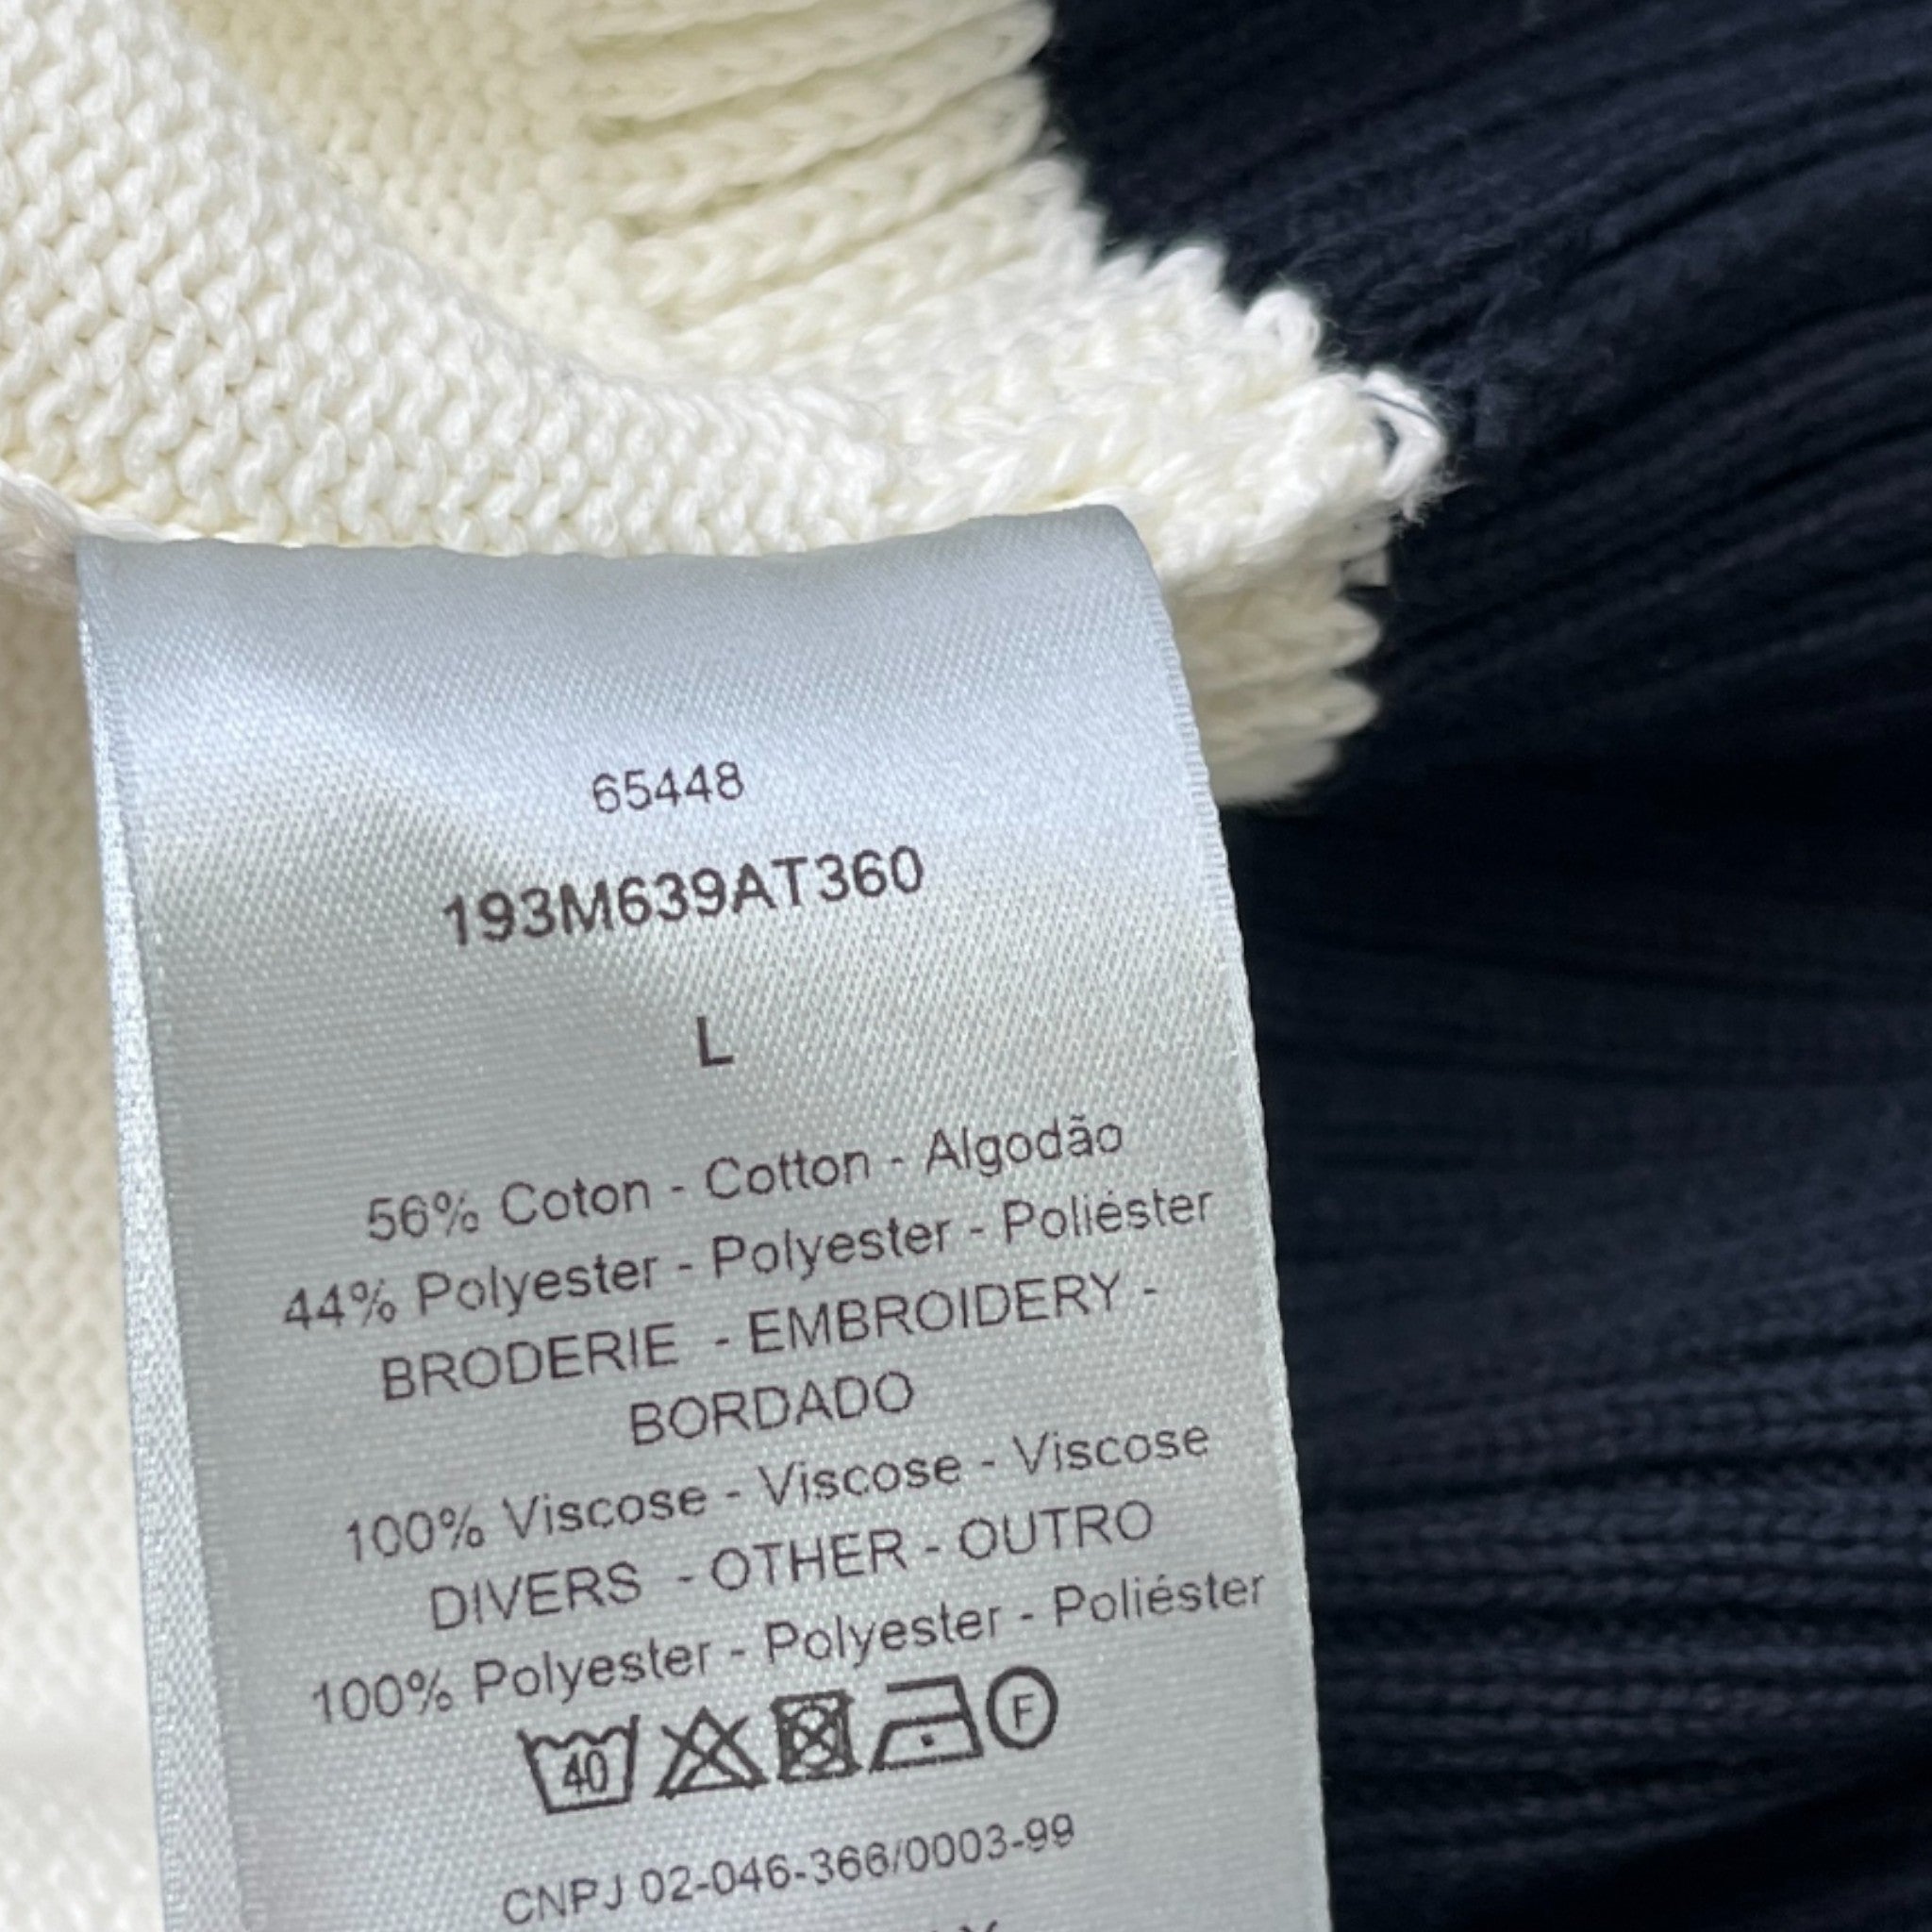 65448
193M639AT360
L
56% Coton - Cotton - Algodão
44% Polyester - Polyester - Poliéster
BRODERIE - EMBROIDERY -
BORDADO
100% Viscose - Viscose - Viscose
DIVERS - OTHER - OUTRO
100% Polyester - Polyester - Poliéster
40 F
CNPJ 02-046-366/0003-99